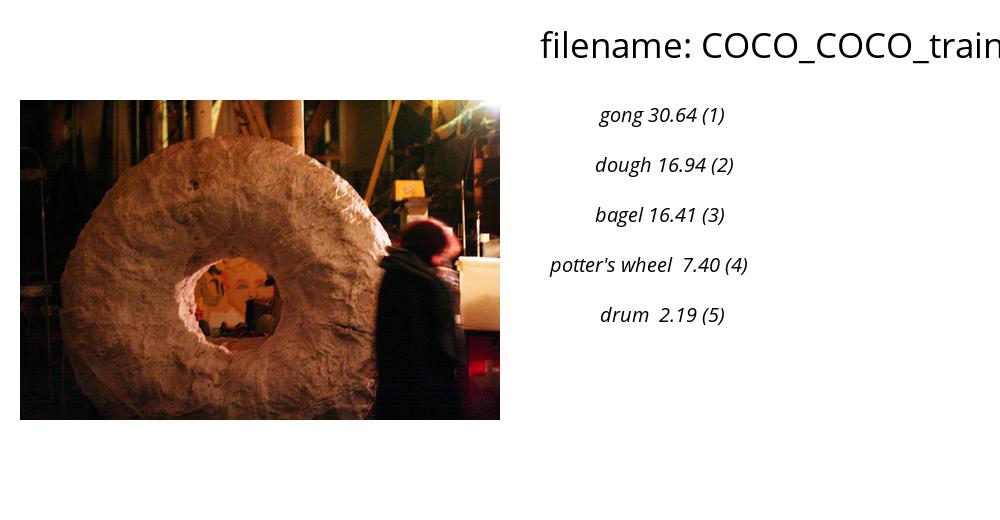 filename: COCO_COCO_train
gong 30.64 (1)
dough 16.94 (2)
bagel 16.41 (3)
potter's wheel 7.40 (4)
drum 2.19 (5)